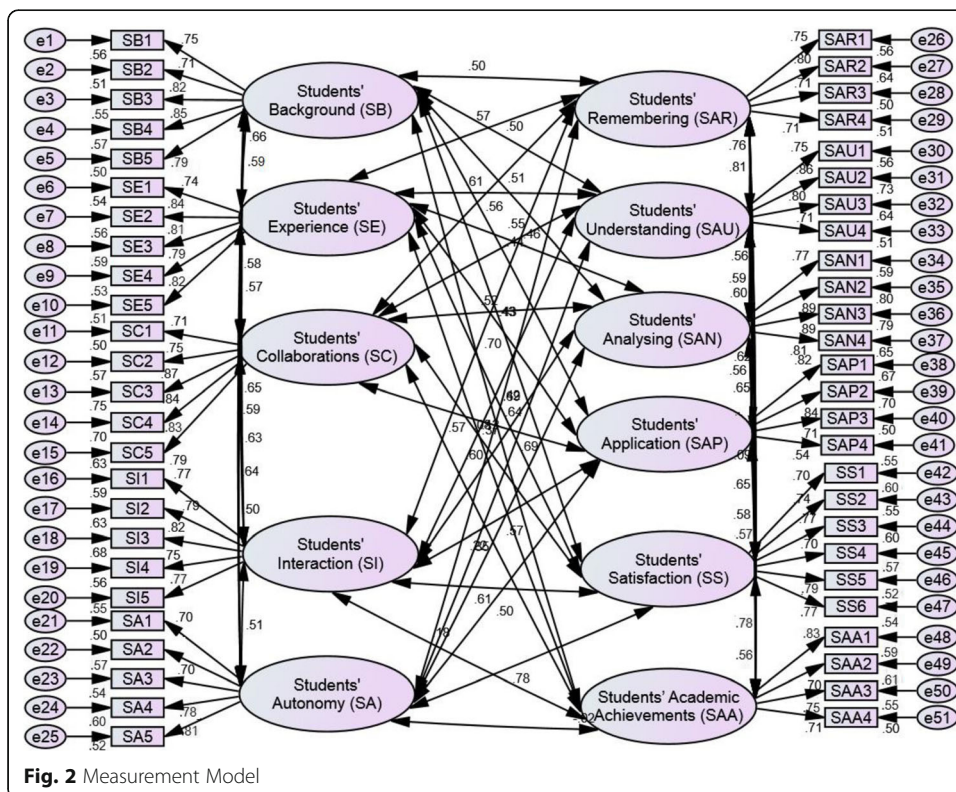 e1 SB1 .75
.56
e2 SB2 .71
.51
e3 SB3 .82
.55
e4 SB4 .85
.57
e5 SB5 .79
.50
e6 SE1 .74
.54
e7 SE2 .84
.56
e8 SE3 .81
.59
e9 SE4 .79
.53
e10 SE5 .82
.51
e11 SC1 .71
.50
e12 SC2 .75
.57
e13 SC3 .87
.75
e14 SC4 .84
.70
e15 SC5 .83
.63 .79
e16 SI1 .77
.59
e17 SI2 .79
.63
e18 SI3 .82
.68
e19 SI4 .75
.56
e20 SI5 .77
.55
e21 SA1 .70
.50
e22 SA2
.57
e23 SA3 .70
.54
e24 SA4 .78
.60
e25 SA5 .81
.52
Students'
Background (SB)
.66
.59
Students'
Experience (SE)
.58
.57
Students'
Collaborations (SC)
.65
.59
.63
.64
.50
Students'
Interaction (SI)
.51
Students'
Autonomy (SA)
.50
.57
.50
.51
.61
.56
.55
.46
.52
.43
.70
.64
.57
.60
.69
.57
.61
.50
.78
Students'
Remembering (SAR)
.76
.81
Students'
Understanding (SAU)
.56
.59
.60
Students'
Analysing (SAN)
.56
.65
Students'
Application (SAP)
.65
.58
.57
Students'
Satisfaction (SS)
.78
.56
Students' Academic
Achievements (SAA)
.75 SAR1 e26
.56
.80 SAR2 e27
.64
.71 SAR3 e28
.50
.71 SAR4 e29
.51
.75 SAU1 e30
.56
.86 SAU2 e31
.73
.80 SAU3 e32
.64
.71 SAU4 e33
.51
.77 SAN1 e34
.59
SAN2 e35
.80
.89 SAN3 e36
.79
.89 SAN4 e37
.81 .65
.82 SAP1 e38
.67
SAP2 e39
.70
.84 SAP3 e40
.50
.71 SAP4 e41
.54
.70 SS1 .55 e42
.74 SS2 .60 e43
.77 SS3 .55 e44
.70 SS4 .60 e45
.79 SS5 .57 e46
.77 SS6 .52 e47
.54
.83 SAA1 e48
.59
SAA2 e49
.70 SAA3 .61 e50
.75 .55
.71 SAA4 .50 e51
Fig. 2 Measurement Model